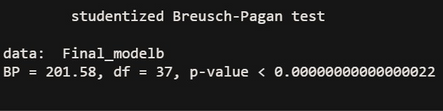 studentized Breusch-Pagan test
data:  Final_modelb
BP = 201.58, df = 37, p-value < 0.00000000000000022